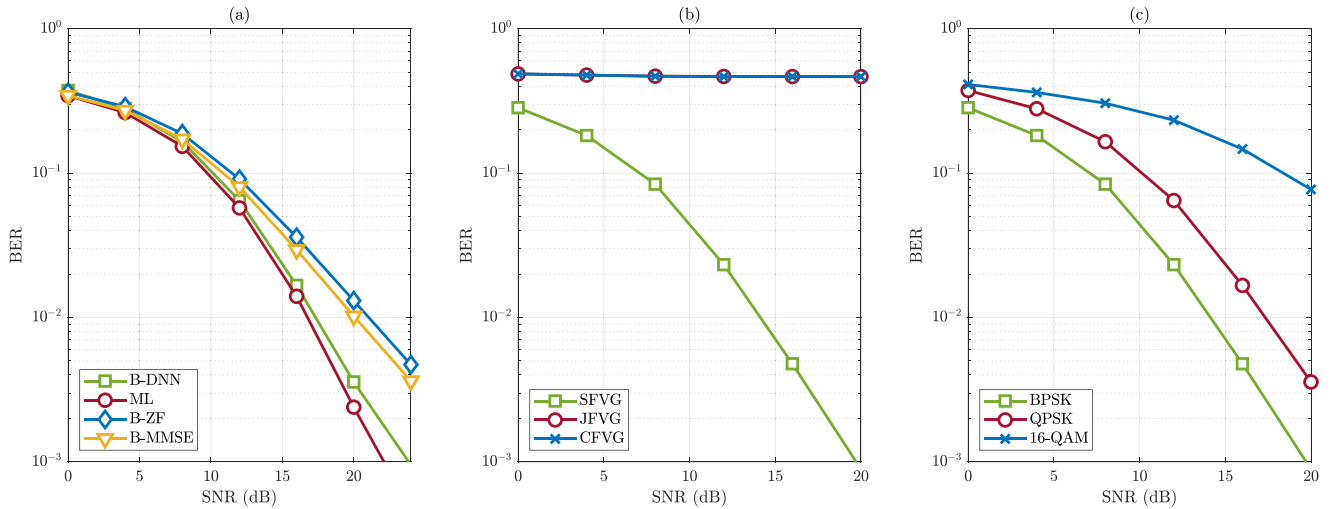 (a)
10^0
10^-1
10^-2
10^-3
BER
B-DNN
ML
B-ZF
B-MMSE
0 5 10 15 20
SNR (dB)
(b)
10^0
10^-1
10^-2
10^-3
BER
SFVG
JFVG
CFVG
0 5 10 15 20
SNR (dB)
(c)
10^0
10^-1
10^-2
10^-3
BER
BPSK
QPSK
16-QAM
0 5 10 15 20
SNR (dB)